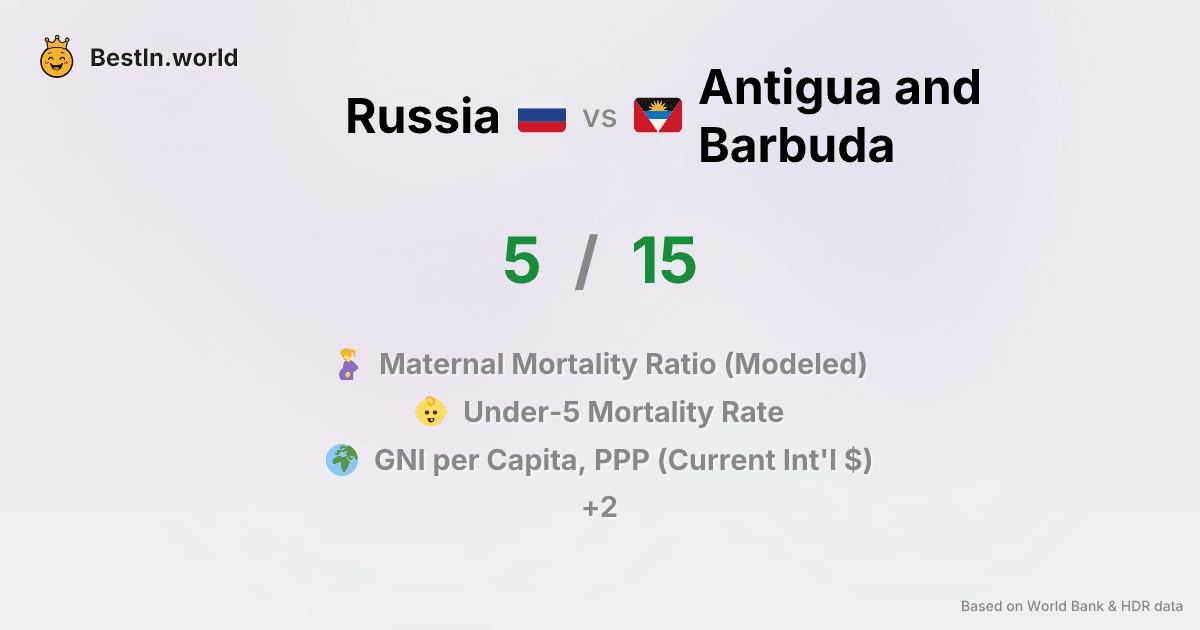 BestIn.world
Russia vs Antigua and
Barbuda
5 / 15
Maternal Mortality Ratio (Modeled)
Under-5 Mortality Rate
GNI per Capita, PPP (Current Int'l $)
+2
Based on World Bank & HDR data